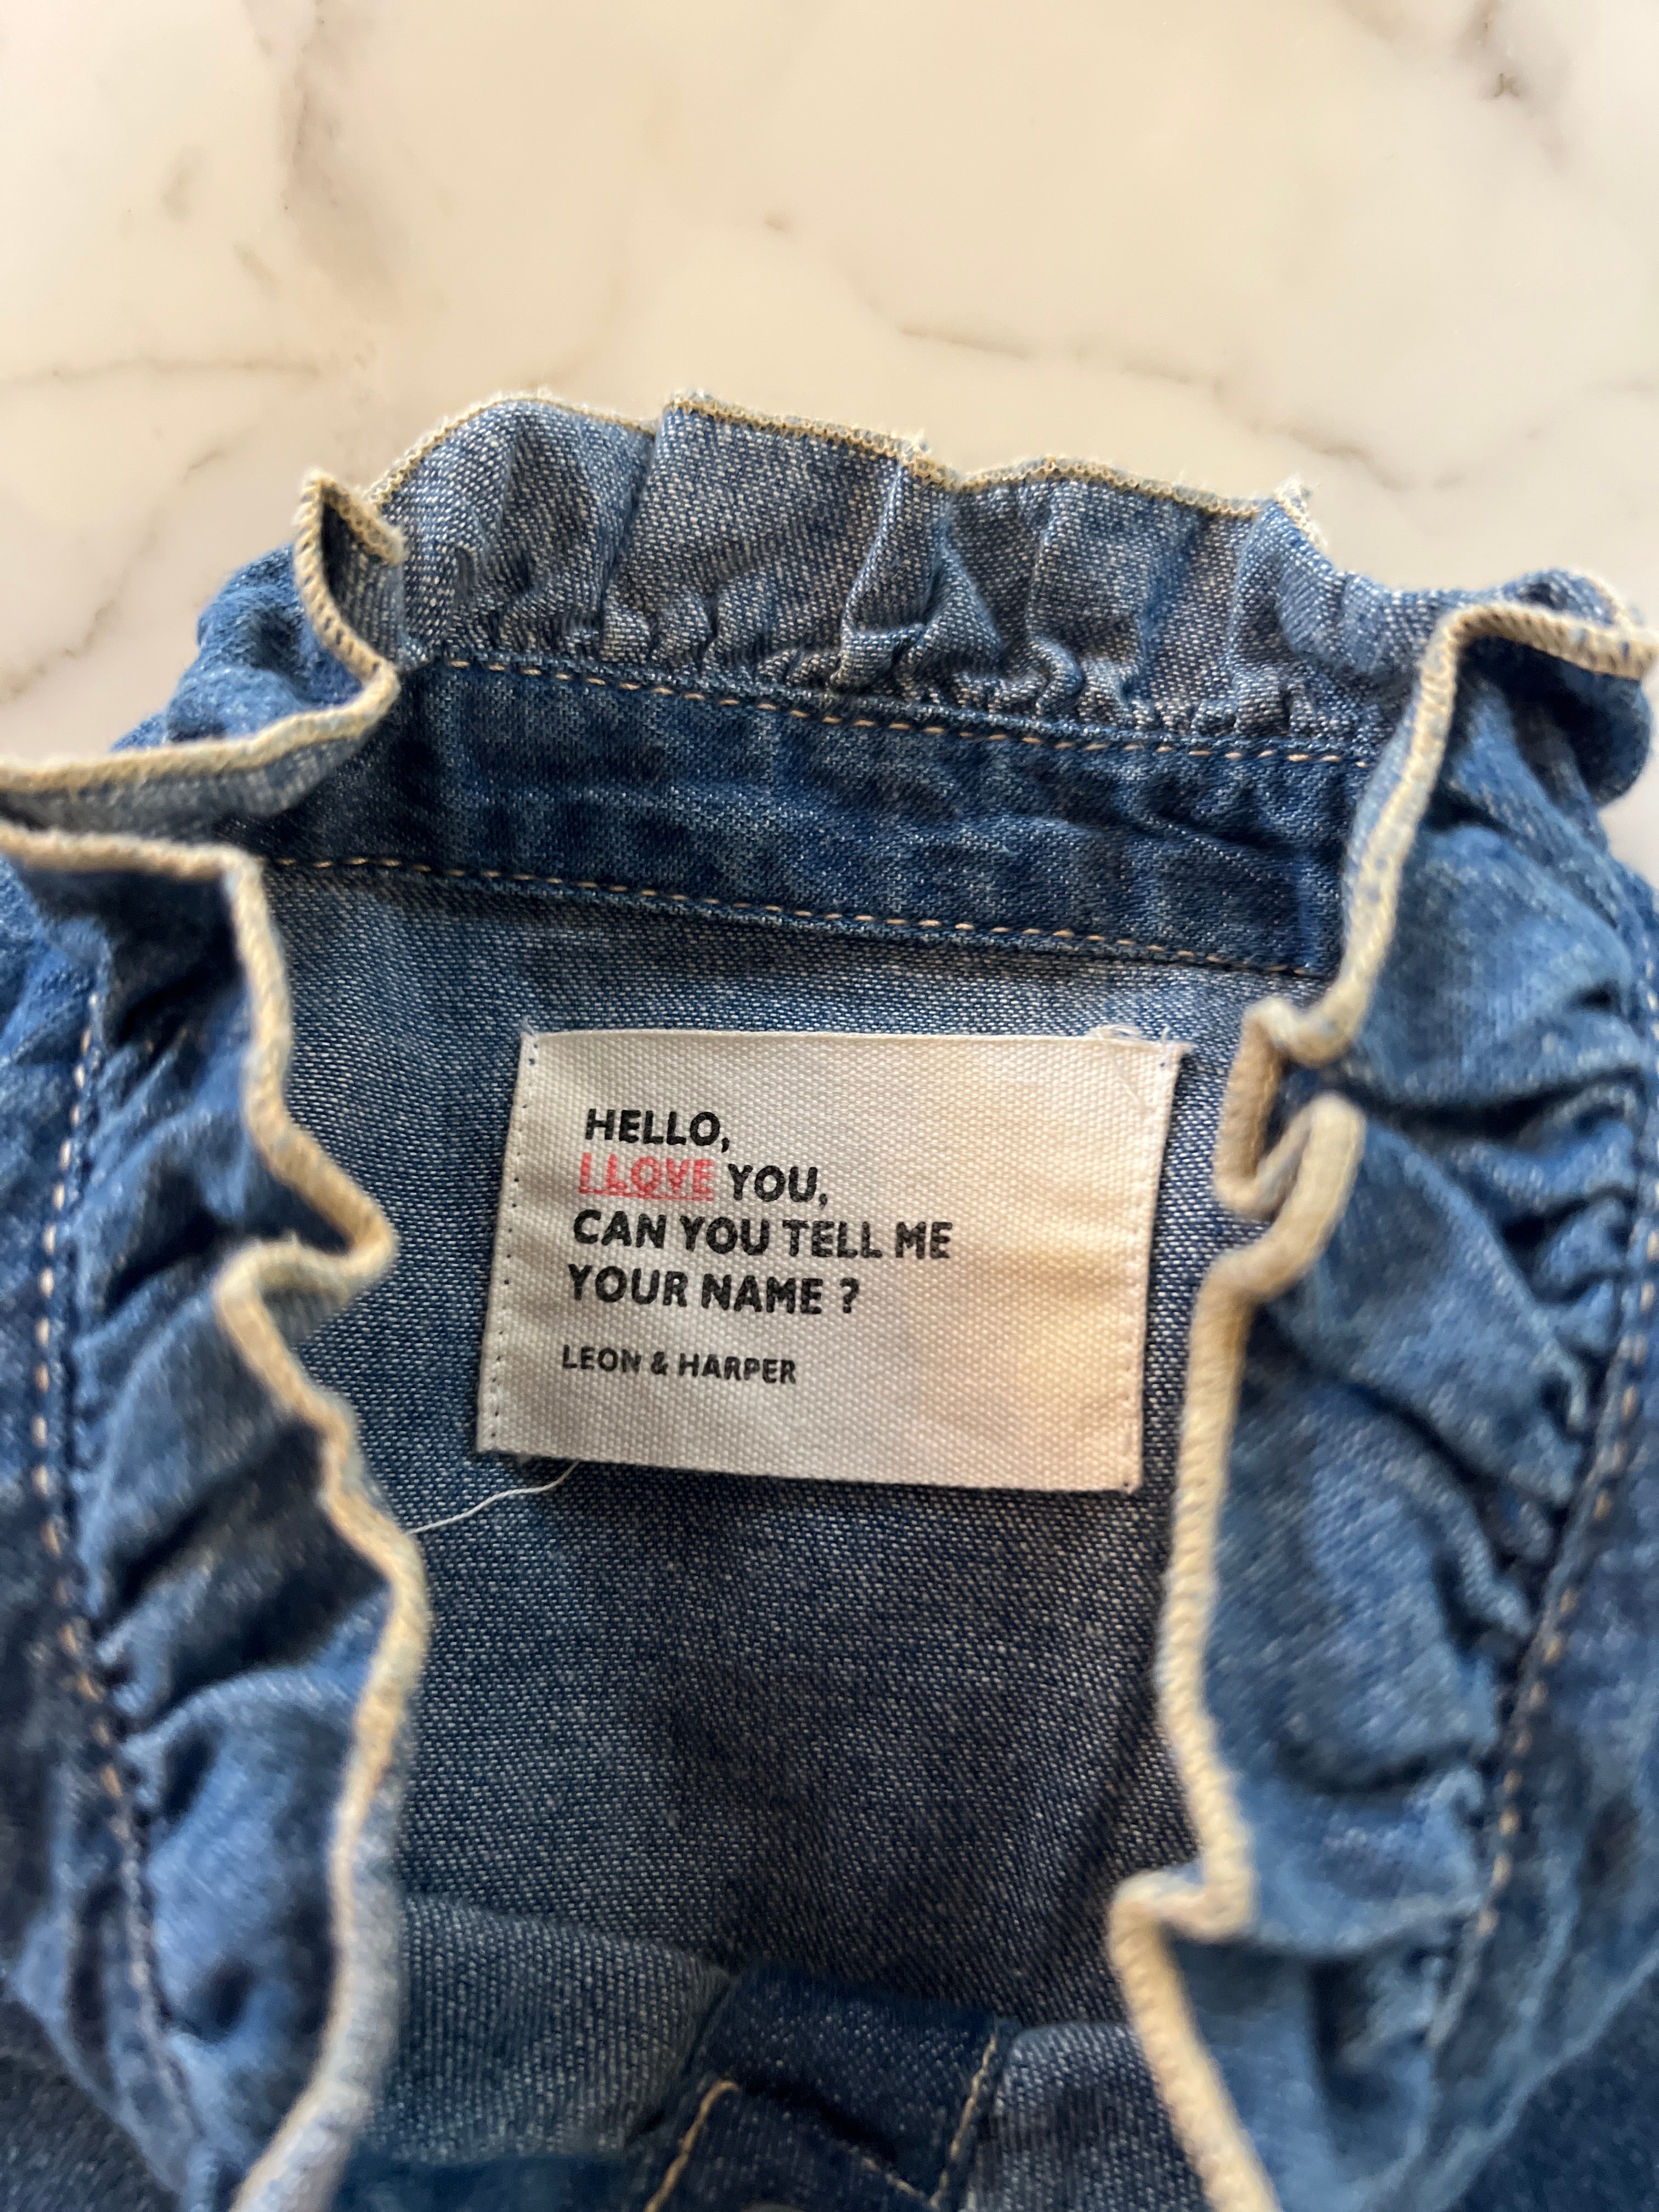 HELLO,
I LOVE YOU,
CAN YOU TELL ME
YOUR NAME ?
LEON & HARPER